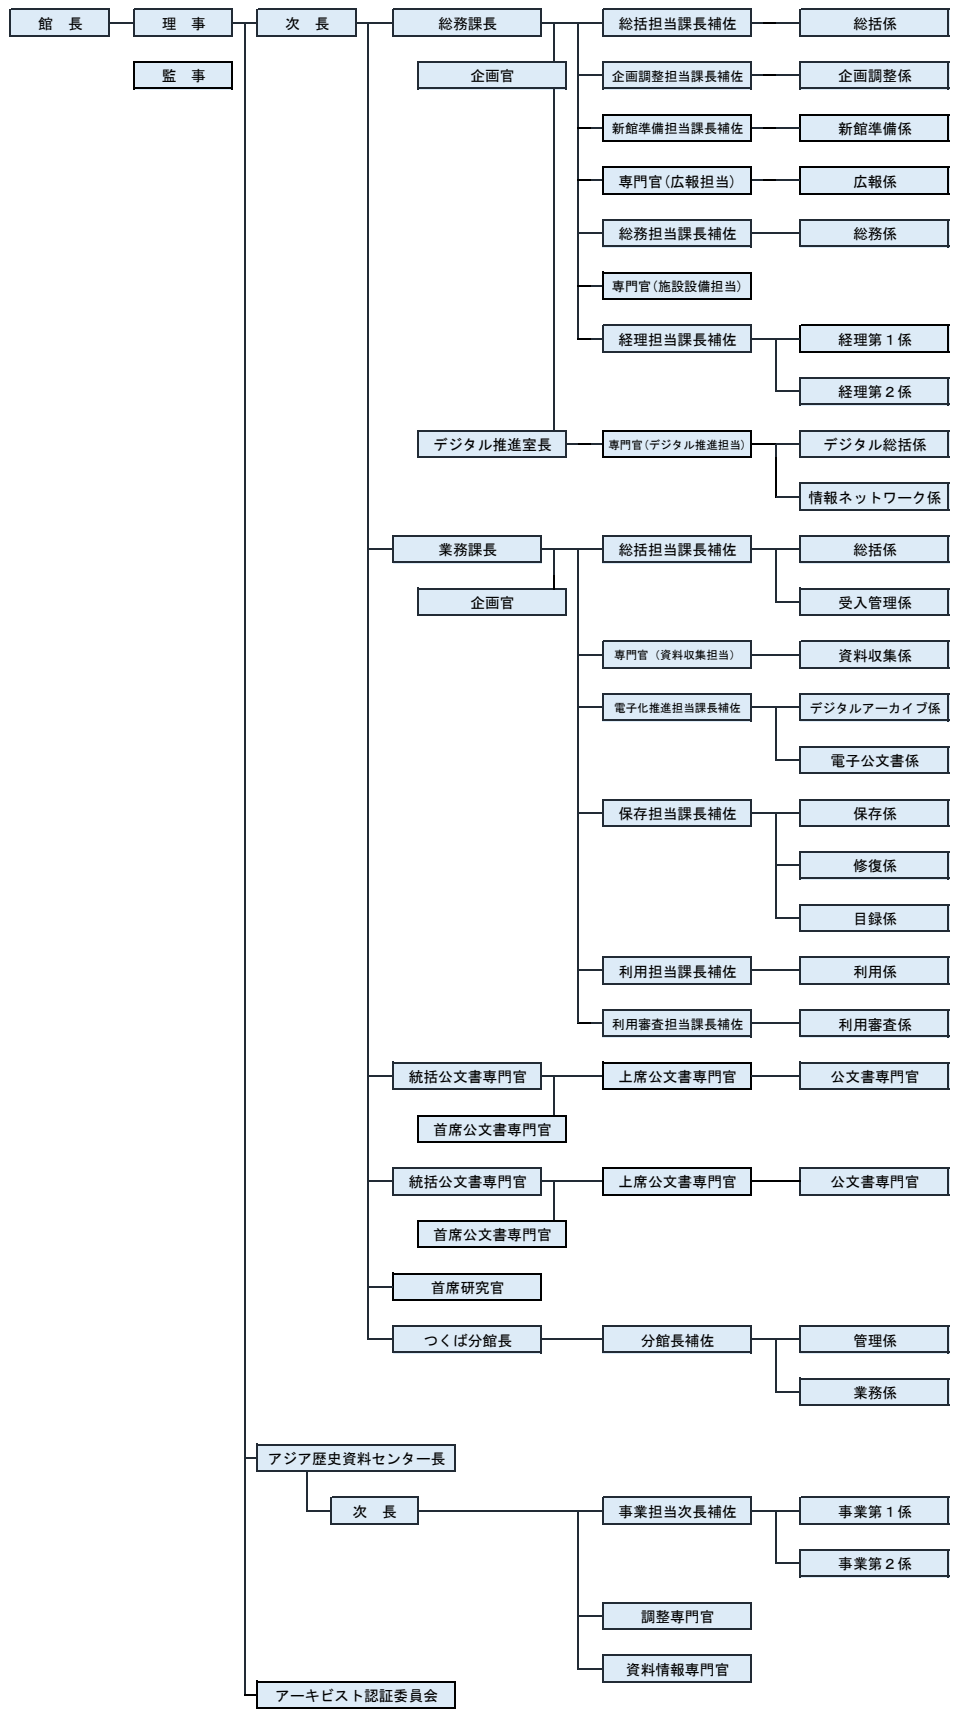 館　長
理　事
次　長
総務課長
総括担当課長補佐
総括係
監　事
企画官
企画調整担当課長補佐
企画調整係
新館準備担当課長補佐
新館準備係
専門官(広報担当)
広報係
総務担当課長補佐
総務係
専門官(施設設備担当)
経理担当課長補佐
経理第１係
経理第２係
デジタル推進室長
専門官(デジタル推進担当)
デジタル総括係
情報ネットワーク係
業務課長
総括担当課長補佐
総括係
企画官
受入管理係
専門官（資料収集担当）
資料収集係
電子化推進担当課長補佐
デジタルアーカイブ係
電子公文書係
保存担当課長補佐
保存係
修復係
目録係
利用担当課長補佐
利用係
利用審査担当課長補佐
利用審査係
統括公文書専門官
上席公文書専門官
公文書専門官
首席公文書専門官
統括公文書専門官
上席公文書専門官
公文書専門官
首席公文書専門官
首席研究官
つくば分館長
分館長補佐
管理係
業務係
アジア歴史資料センター長
次　長
事業担当次長補佐
事業第１係
事業第２係
調整専門官
資料情報専門官
アーキビスト認証委員会